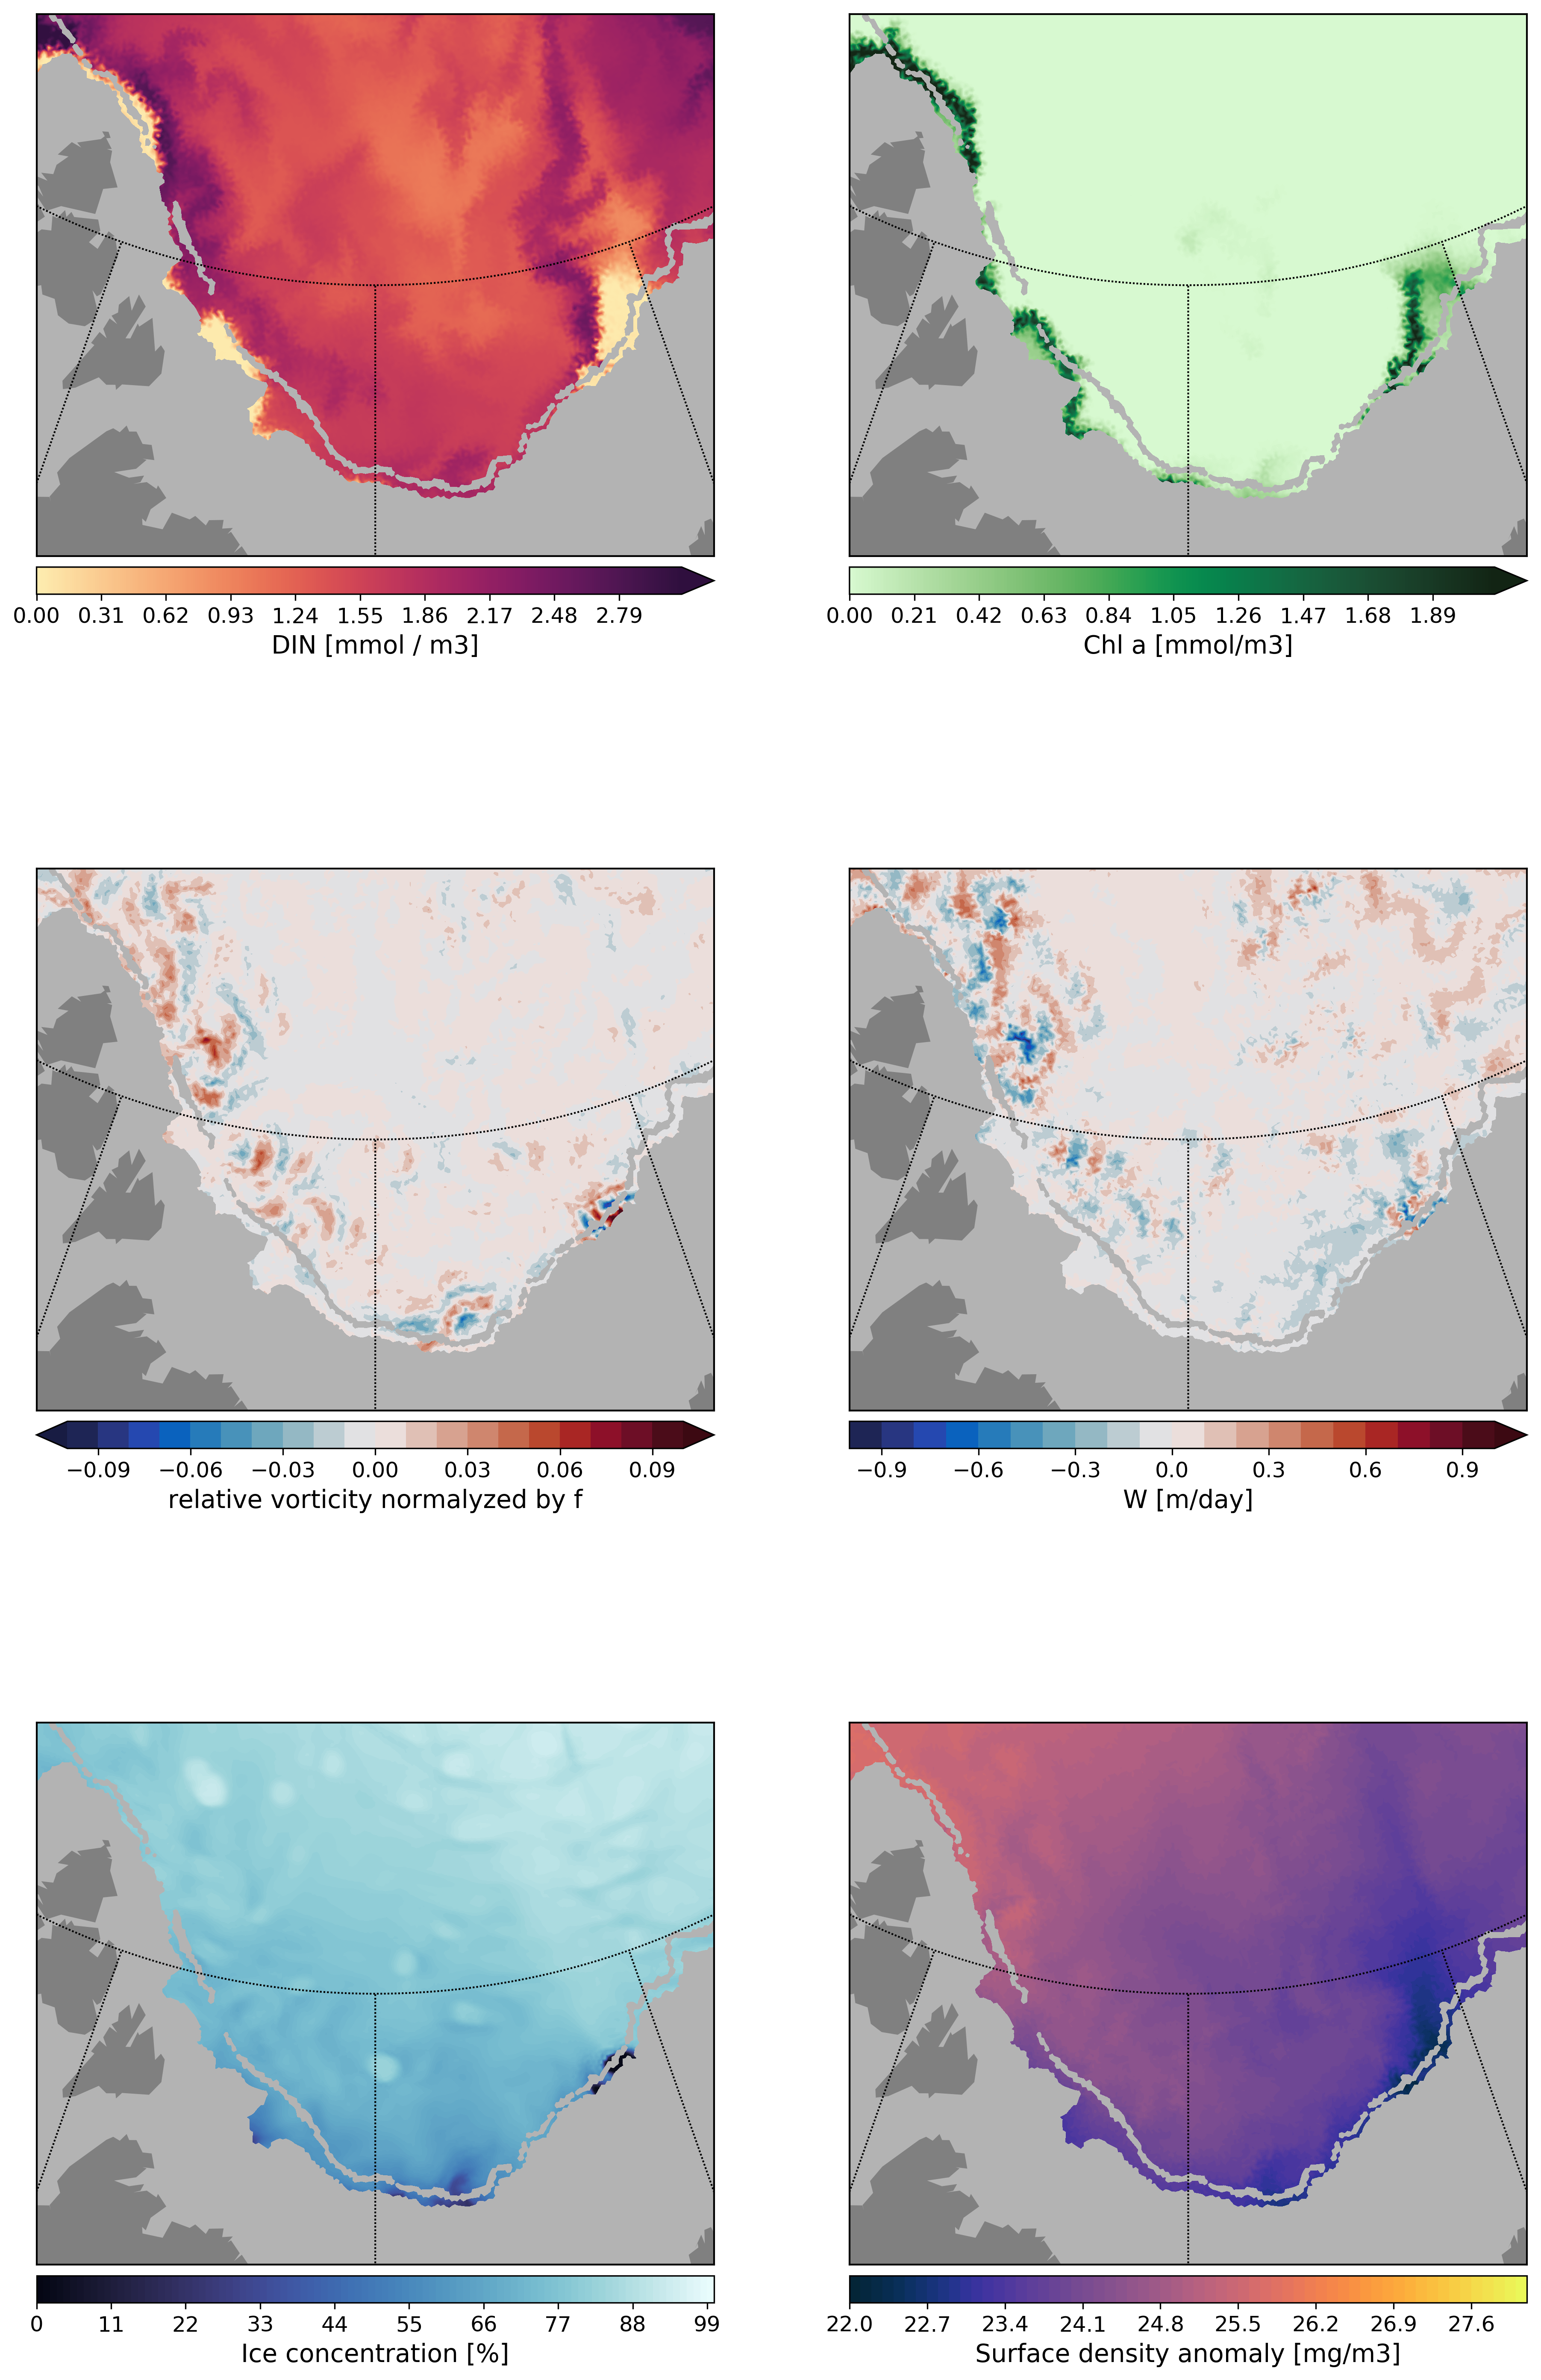 0.00 0.31 0.62 0.93 1.24 1.55 1.86 2.17 2.48 2.79
DIN [mmol / m3]
0.00 0.21 0.42 0.63 0.84 1.05 1.26 1.47 1.68 1.89
Chl a [mmol/m3]
−0.09 −0.06 −0.03 0.00 0.03 0.06 0.09
relative vorticity normalyzed by f
−0.9 −0.6 −0.3 0.0 0.3 0.6 0.9
W [m/day]
0 11 22 33 44 55 66 77 88 99
Ice concentration [%]
22.0 22.7 23.4 24.1 24.8 25.5 26.2 26.9 27.6
Surface density anomaly [mg/m3]